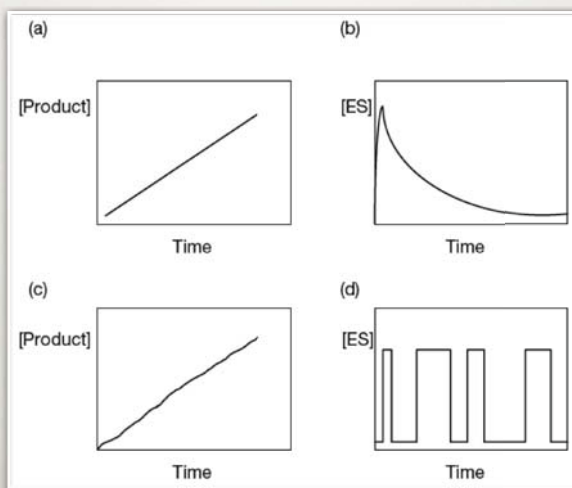 (a)
(b)
[Product]
[ES]
Time
Time
(c)
(d)
[Product]
[ES]
Time
Time